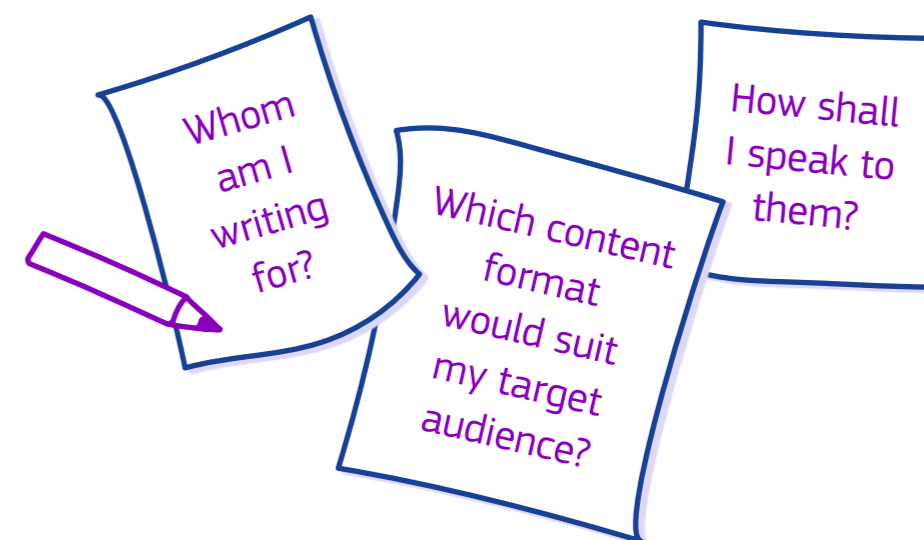 Whom
am I
writing
for?
Which content
format
would suit
my target
audience?
How shall
I speak to
them?